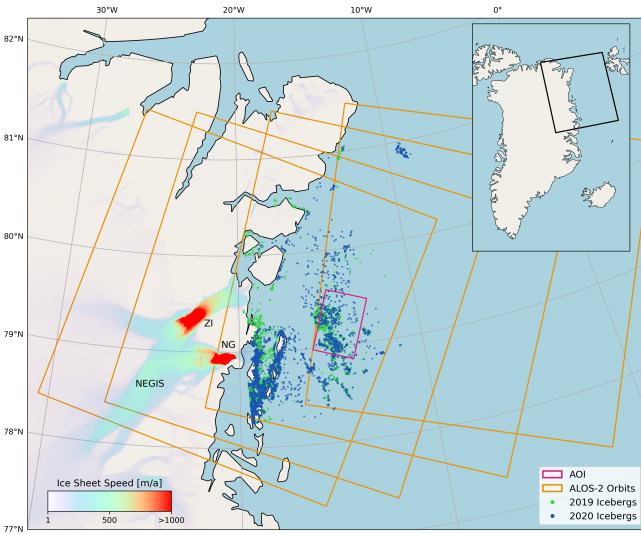 30°W
20°W
10°W
0°
82°N
81°N
80°N
79°N
78°N
77°N
ZI
NG
NEGIS
Ice Sheet Speed [m/a]
1 500 >1000
AOI
ALOS-2 Orbits
2019 Icebergs
2020 Icebergs